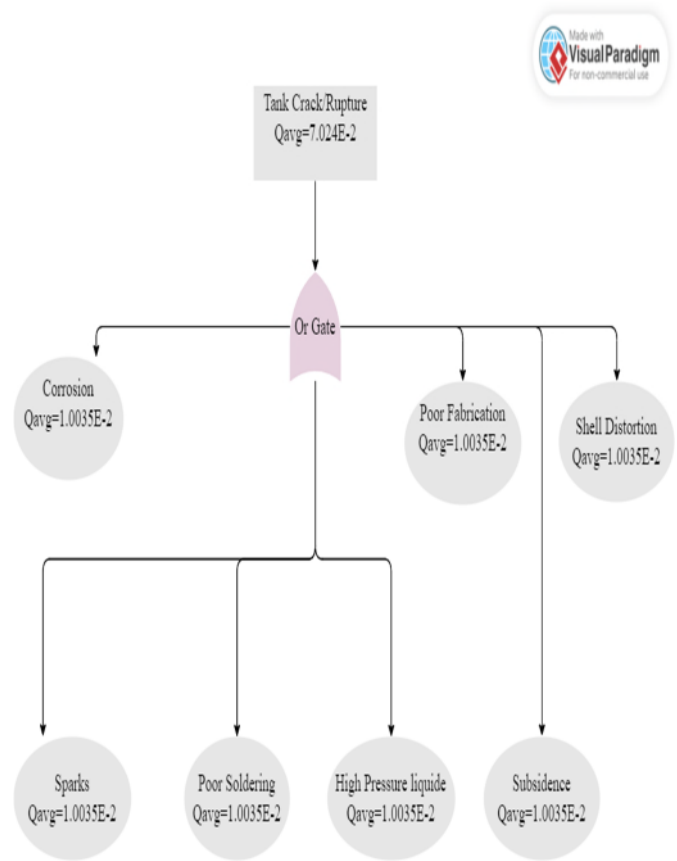 Made with
VisualParadigm
For non-commercial use
Tank Crack/Rupture
Qavg=7.024E-2
Or Gate
Corrosion
Qavg=1.0035E-2
Poor Fabrication
Qavg=1.0035E-2
Shell Distortion
Qavg=1.0035E-2
Sparks
Qavg=1.0035E-2
Poor Soldering
Qavg=1.0035E-2
High Pressure liquide
Qavg=1.0035E-2
Subsidence
Qavg=1.0035E-2